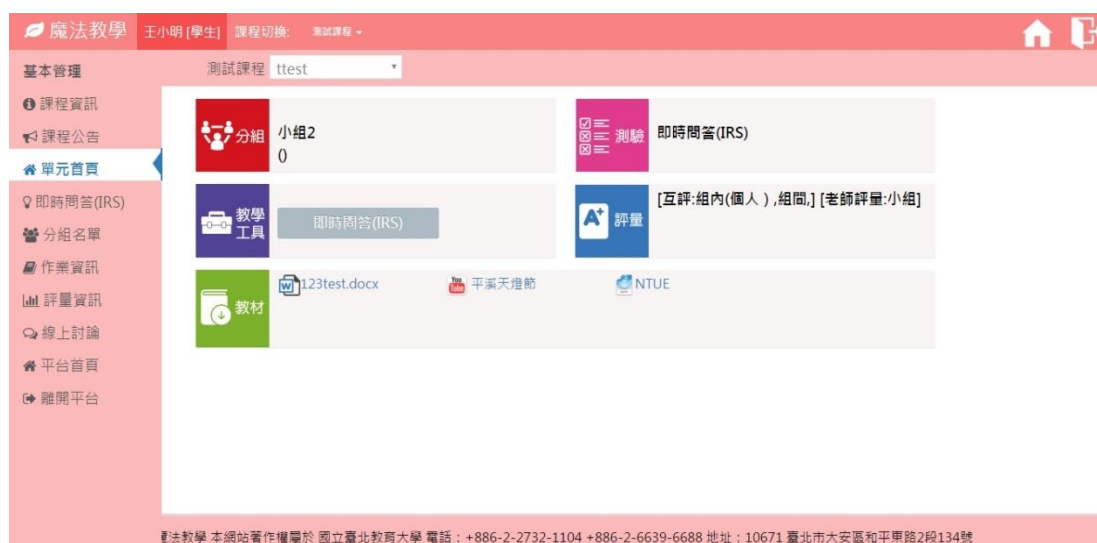 魔法教學 王小明 [學生] 課程切換: 測試課程
基本管理
測試課程 ttest
課程資訊
課程公告
單元首頁
即時問答(IRS)
分組名單
作業資訊
評量資訊
線上討論
平台首頁
離開平台
分組
小組2
()
測驗
即時問答(IRS)
教學
工具
即時問答(IRS)
A+ 評量
[互評:組內(個人 ) ,組間,] [老師評量:小組]
教材
W 123test.docx You Tube 平溪天燈節 NTUE
法教學 本網站著作權屬於 國立臺北教育大學 電話：+886-2-2732-1104 +886-2-6639-6688 地址：10671 臺北市大安區和平東路2段134號